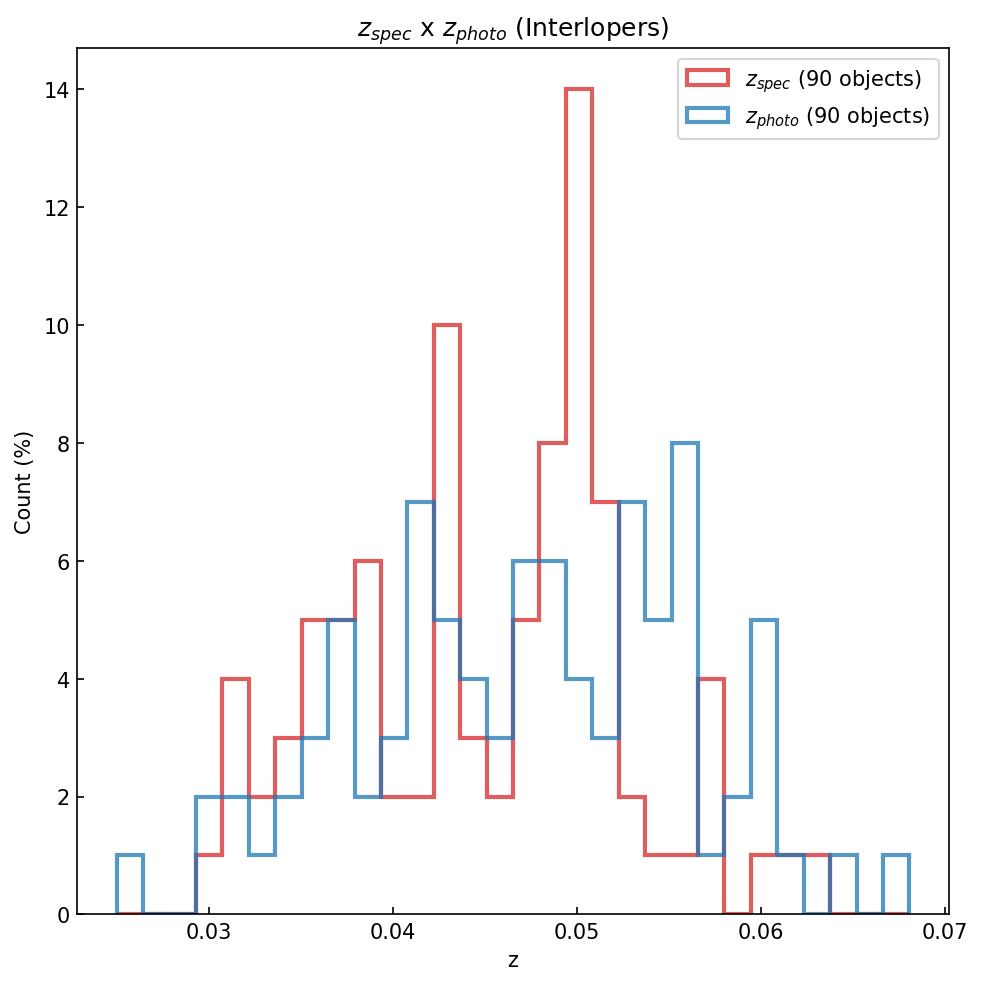 z_spec x z_photo (Interlopers)
z_spec (90 objects)
z_photo (90 objects)
Count (%)
14
12
10
8
6
4
2
0
0.03 0.04 0.05 0.06 0.07
z